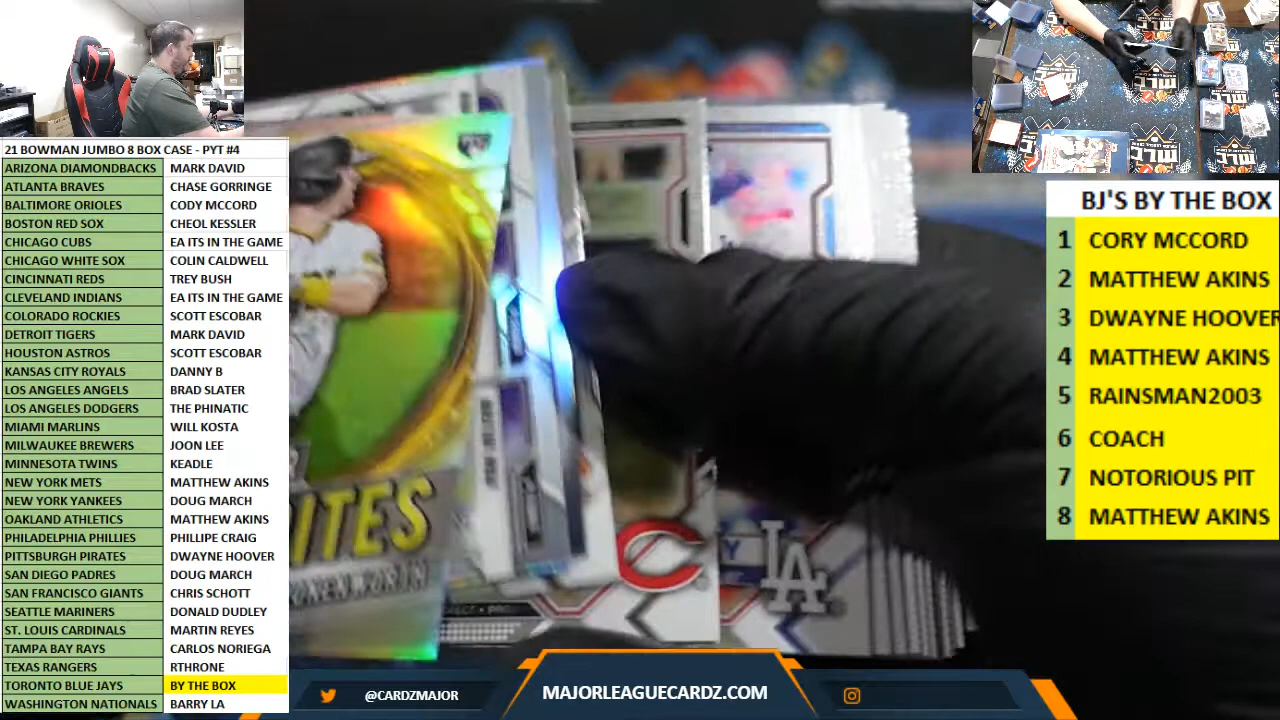 21 BOWMAN JUMBO 8 BOX CASE - PYT #4
ARIZONA DIAMONDBACKS MARK DAVID
ATLANTA BRAVES CHASE GORRINGE
BALTIMORE ORIOLES CODY MCCORD
BOSTON RED SOX CHEOL KESSLER
CHICAGO CUBS EA ITS IN THE GAME
CHICAGO WHITE SOX COLIN CALDWELL
CINCINNATI REDS TREY BUSH
CLEVELAND INDIANS EA ITS IN THE GAME
COLORADO ROCKIES SCOTT ESCOBAR
DETROIT TIGERS MARK DAVID
HOUSTON ASTROS SCOTT ESCOBAR
KANSAS CITY ROYALS DANNY B
LOS ANGELES ANGELS BRAD SLATER
LOS ANGELES DODGERS THE PHINATIC
MIAMI MARLINS WILL KOSTA
MILWAUKEE BREWERS JOON LEE
MINNESOTA TWINS KEADLE
NEW YORK METS MATTHEW AKINS
NEW YORK YANKEES DOUG MARCH
OAKLAND ATHLETICS MATTHEW AKINS
PHILADELPHIA PHILLIES PHILLIPE CRAIG
PITTSBURGH PIRATES DWAYNE HOOVER
SAN DIEGO PADRES DOUG MARCH
SAN FRANCISCO GIANTS CHRIS SCHOTT
SEATTLE MARINERS DONALD DUDLEY
ST. LOUIS CARDINALS MARTIN REYES
TAMPA BAY RAYS CARLOS NORIEGA
TEXAS RANGERS RTHRONE
TORONTO BLUE JAYS BY THE BOX
WASHINGTON NATIONALS BARRY LA
ITES
LA
@CARDZMAJOR
MAJORLEAGUECARDZ.COM
BJ'S BY THE BOX
1 CORY MCCORD
2 MATTHEW AKINS
3 DWAYNE HOOVER
4 MATTHEW AKINS
5 RAINSMAN2003
6 COACH
7 NOTORIOUS PIT
8 MATTHEW AKINS